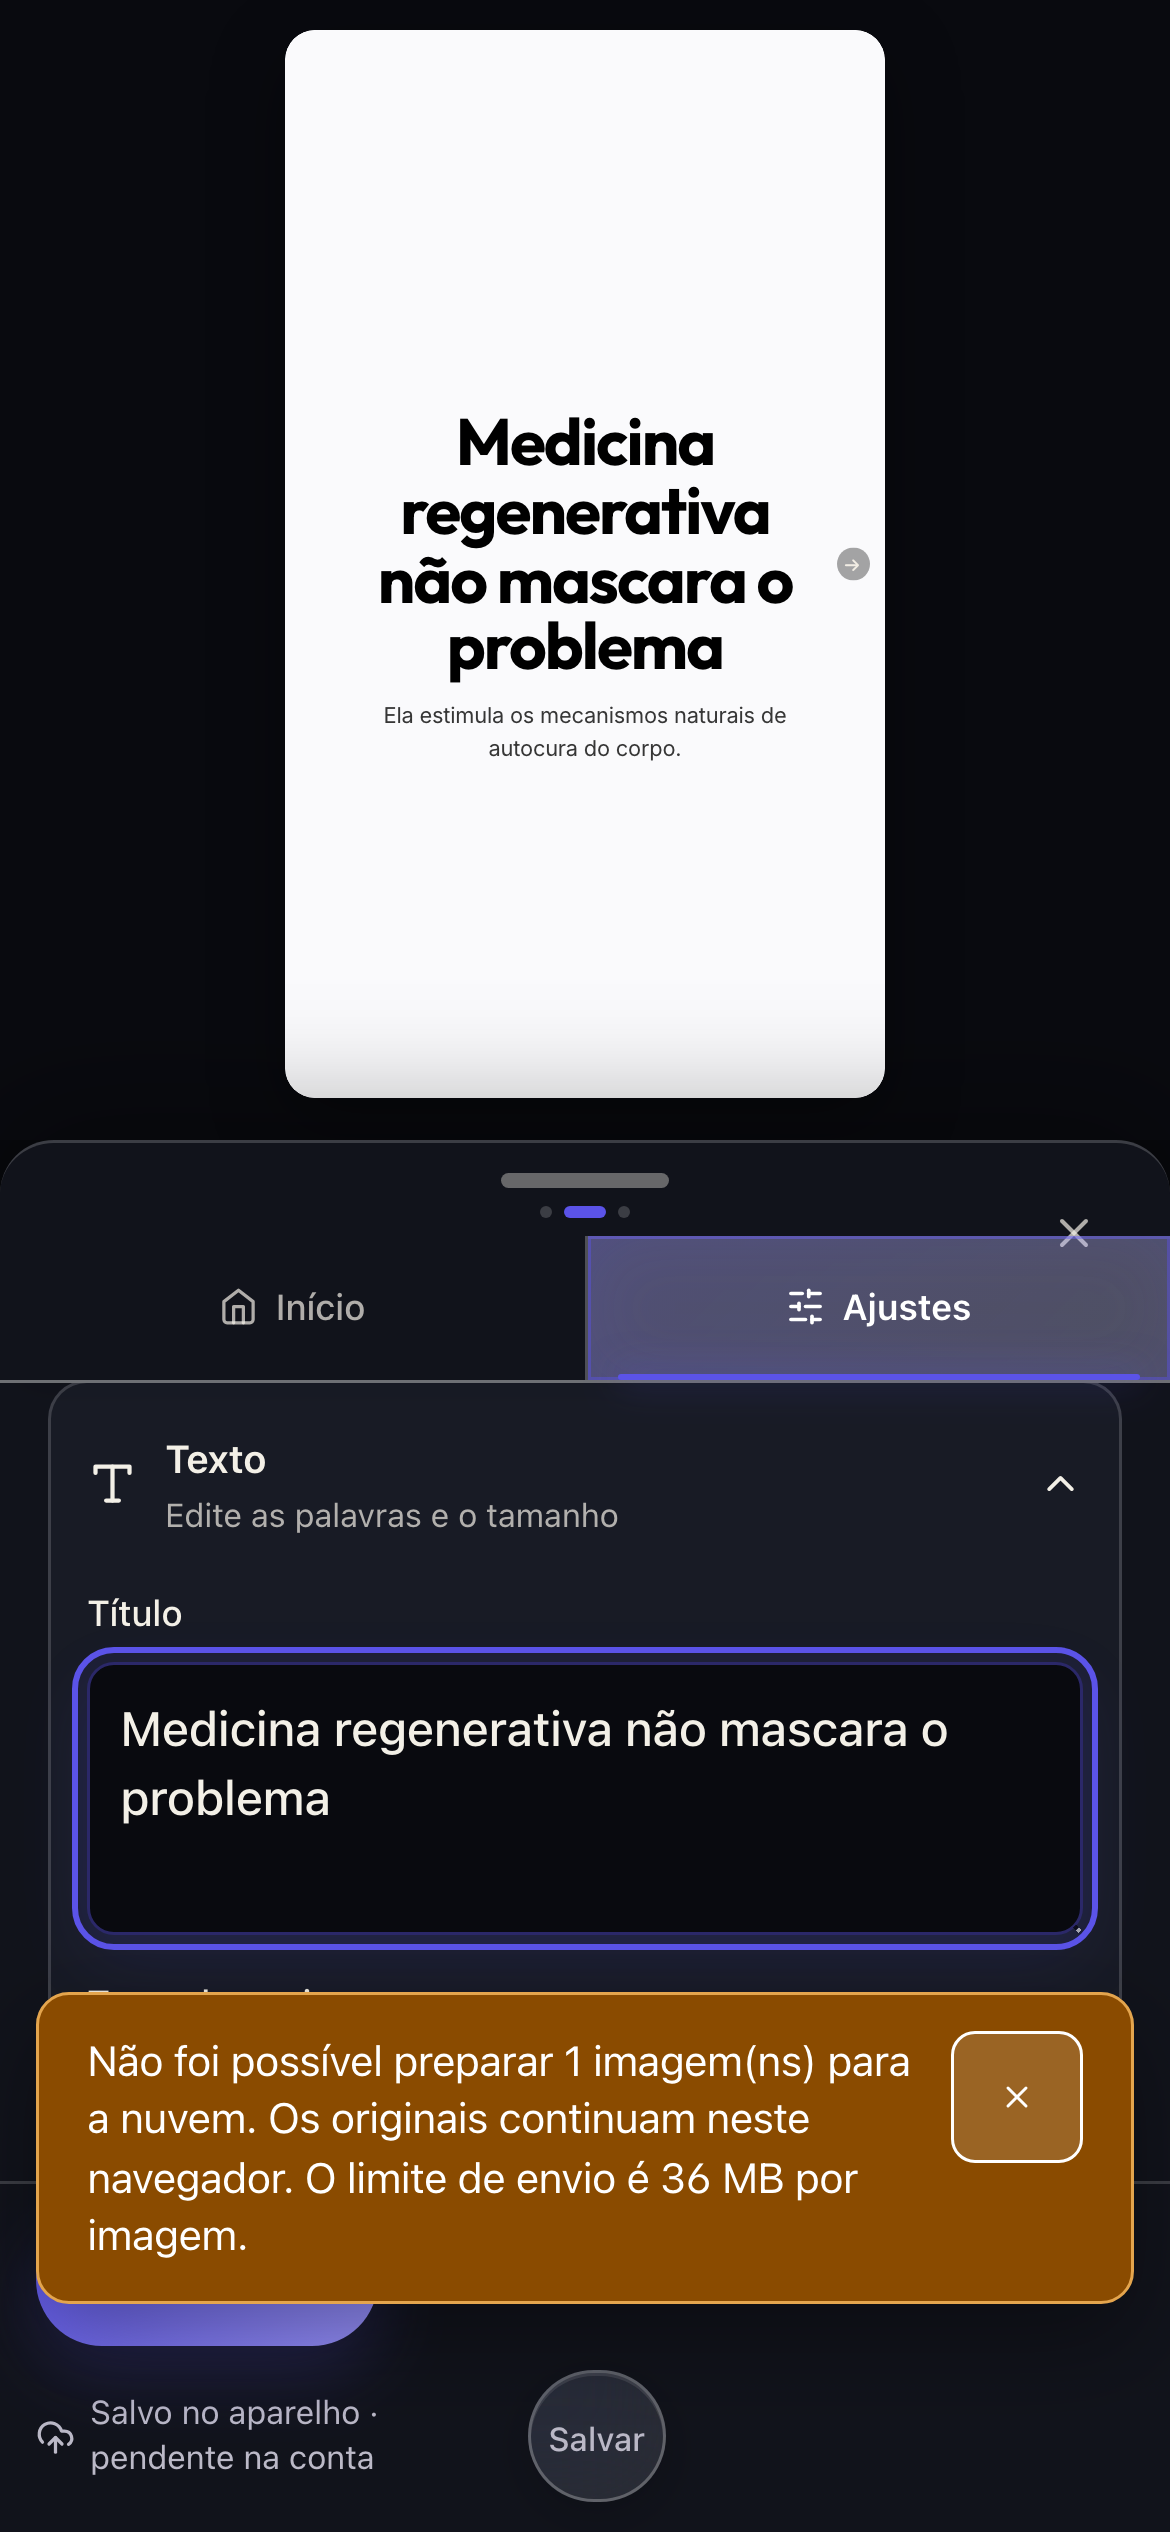 Medicina
regenerativa
não mascara o
problema
Ela estimula os mecanismos naturais de
autocura do corpo.
Início
Ajustes
Texto
Edite as palavras e o tamanho
Título
Medicina regenerativa não mascara o
problema
Não foi possível preparar 1 imagem(ns) para
a nuvem. Os originais continuam neste
navegador. O limite de envio é 36 MB por
imagem.
Salvo no aparelho ·
pendente na conta
Salvar